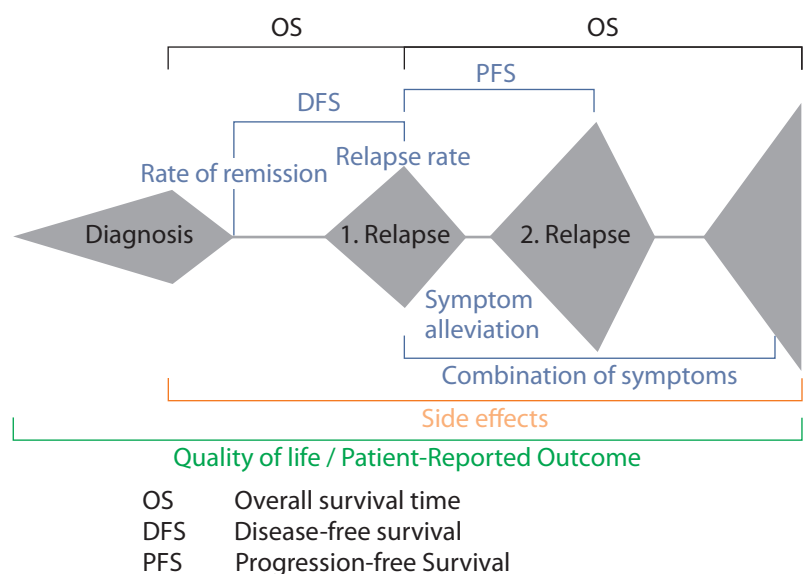 OS OS
PFS
DFS
Rate of remission Relapse rate
Diagnosis 1. Relapse 2. Relapse
Symptom
alleviation
Combination of symptoms
Side effects
Quality of life / Patient-Reported Outcome
OS Overall survival time
DFS Disease-free survival
PFS Progression-free Survival